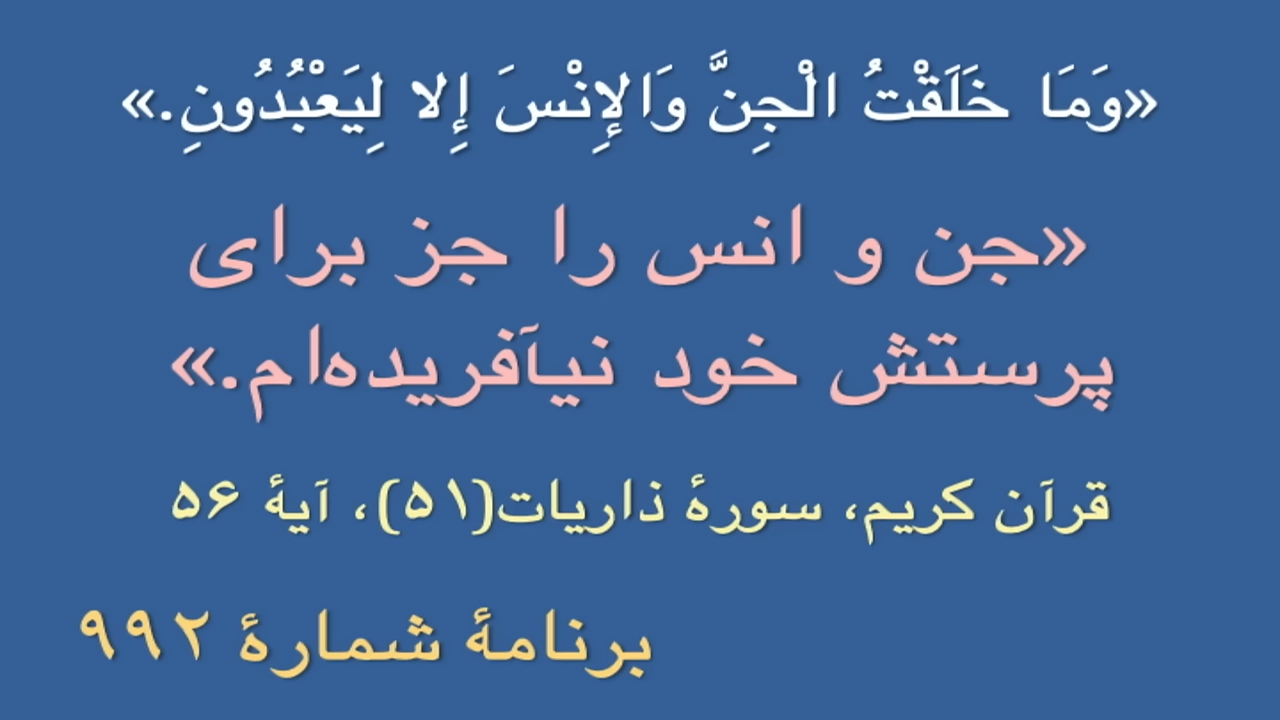 «وَمَا خَلَقْتُ الْجِنَّ وَالإِنْسَ إِلا لِيَعْبُدُونِ.»
«جن و انس را جز برای
پرستش خود نیآفریده‌ام.»
قرآن کریم، سورهٔ ذاریات(۵۱)، آیهٔ ۵۶
برنامهٔ شمارهٔ ۹۹۲